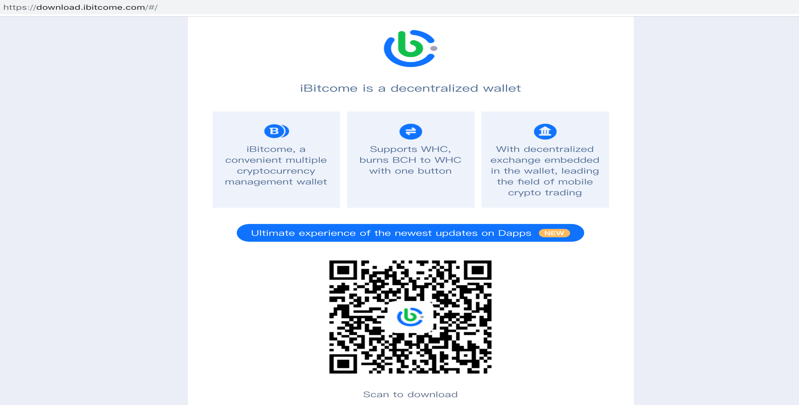 https://download.ibitcome.com/#/
iBitcome is a decentralized wallet
iBitcome, a
convenient multiple
cryptocurrency
management wallet
Supports WHC,
burns BCH to WHC
with one button
With decentralized
exchange embedded
in the wallet, leading
the field of mobile
crypto trading
Ultimate experience of the newest updates on Dapps NEW
Scan to download